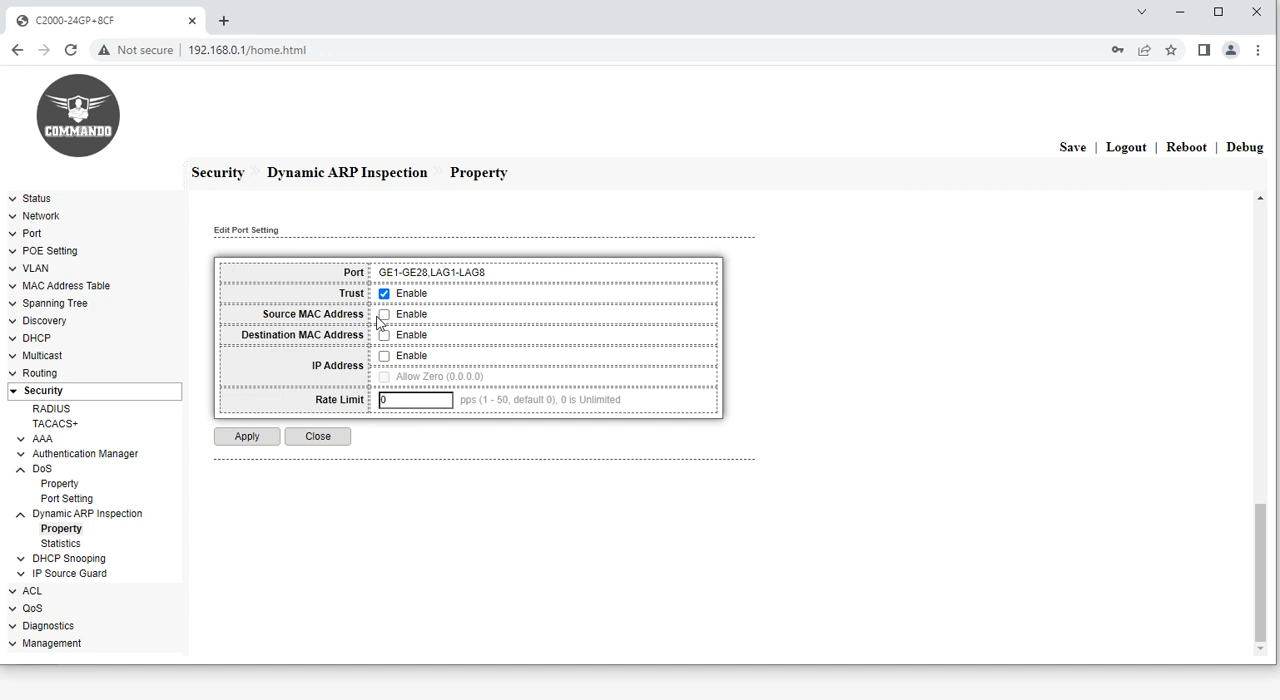 C2000-24GP+8CF
Not secure | 192.168.0.1/home.html
COMMANDO
Save | Logout | Reboot | Debug
Security Dynamic ARP Inspection Property
Status
Network
Port
POE Setting
VLAN
MAC Address Table
Spanning Tree
Discovery
DHCP
Multicast
Routing
Security
RADIUS
TACACS+
AAA
Authentication Manager
DoS
Property
Port Setting
Dynamic ARP Inspection
Property
Statistics
DHCP Snooping
IP Source Guard
ACL
QoS
Diagnostics
Management
Edit Port Setting
Port GE1-GE28,LAG1-LAG8
Trust Enable
Source MAC Address Enable
Destination MAC Address Enable
IP Address Enable
Allow Zero (0.0.0.0)
Rate Limit 0 pps (1 - 50, default 0), 0 is Unlimited
Apply Close